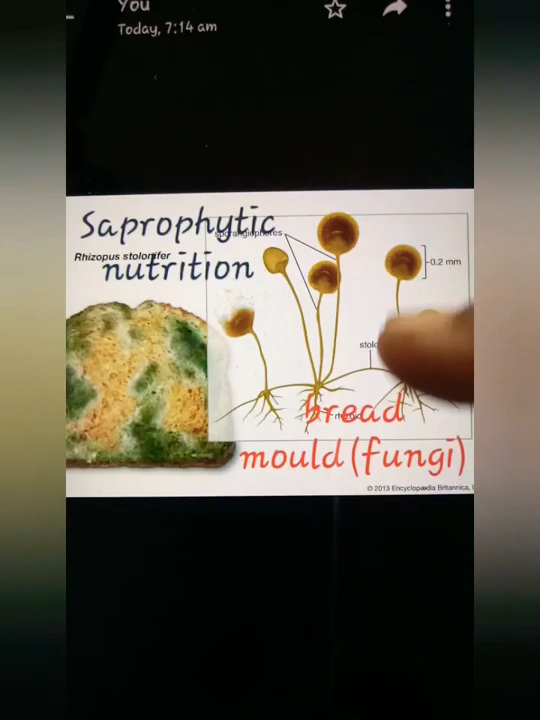 You
Today, 7:14 am
Saprophytic
sporangiophores
Rhizopus stolonifer
nutrition
0.2 mm
bread
mould (fungi)
© 2013 Encyclopædia Britannica,